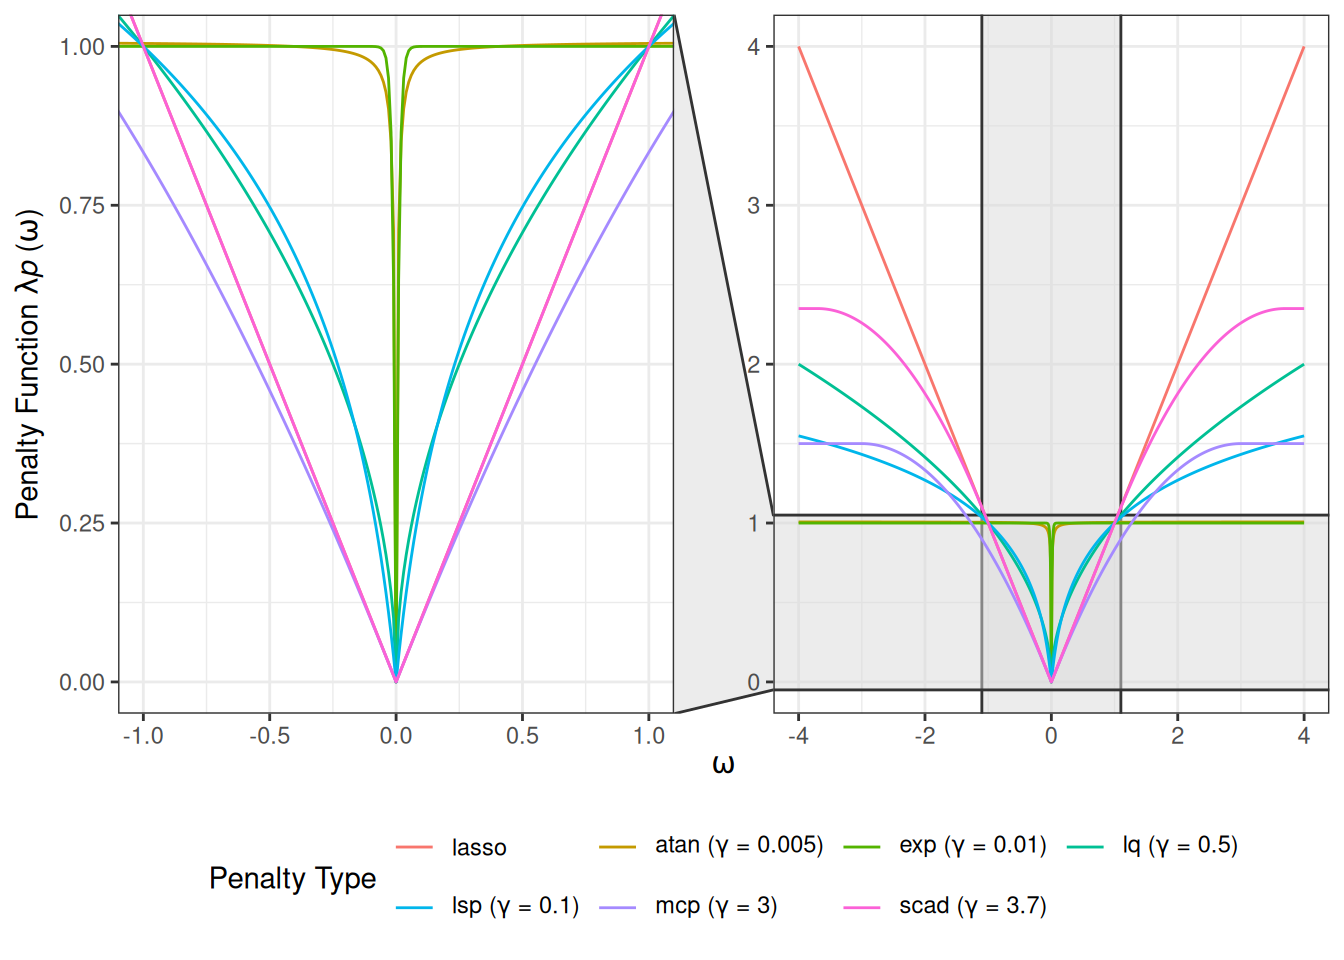 Penalty Function λp (ω)
1.00
0.75
0.50
0.25
0.00
-1.0 -0.5 0.0 0.5 1.0
4
3
2
1
0
-4 -2 0 2 4
ω
Penalty Type
lasso atan (γ = 0.005) exp (γ = 0.01) lq (γ = 0.5)
lsp (γ = 0.1) mcp (γ = 3) scad (γ = 3.7)